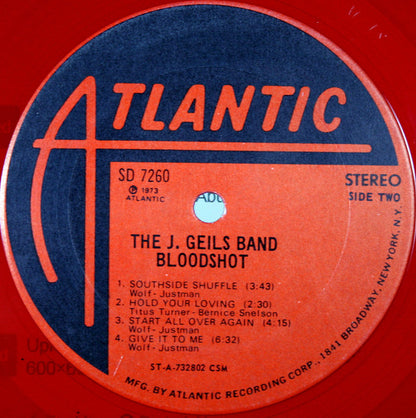 ATLANTIC
SD 7260
℗ 1973
ATLANTIC
STEREO
SIDE TWO
THE J. GEILS BAND
BLOODSHOT
1. SOUTHSIDE SHUFFLE (3:43)
Wolf-Justman
2. HOLD YOUR LOVING (2:30)
Titus Turner-Bernice Snelson
3. START ALL OVER AGAIN (4:15)
Wolf-Justman
4. GIVE IT TO ME (6:32)
Wolf-Justman
ST-A-732802 CSM
MFG. BY ATLANTIC RECORDING CORP., 1841 BROADWAY, NEW YORK, N.Y.